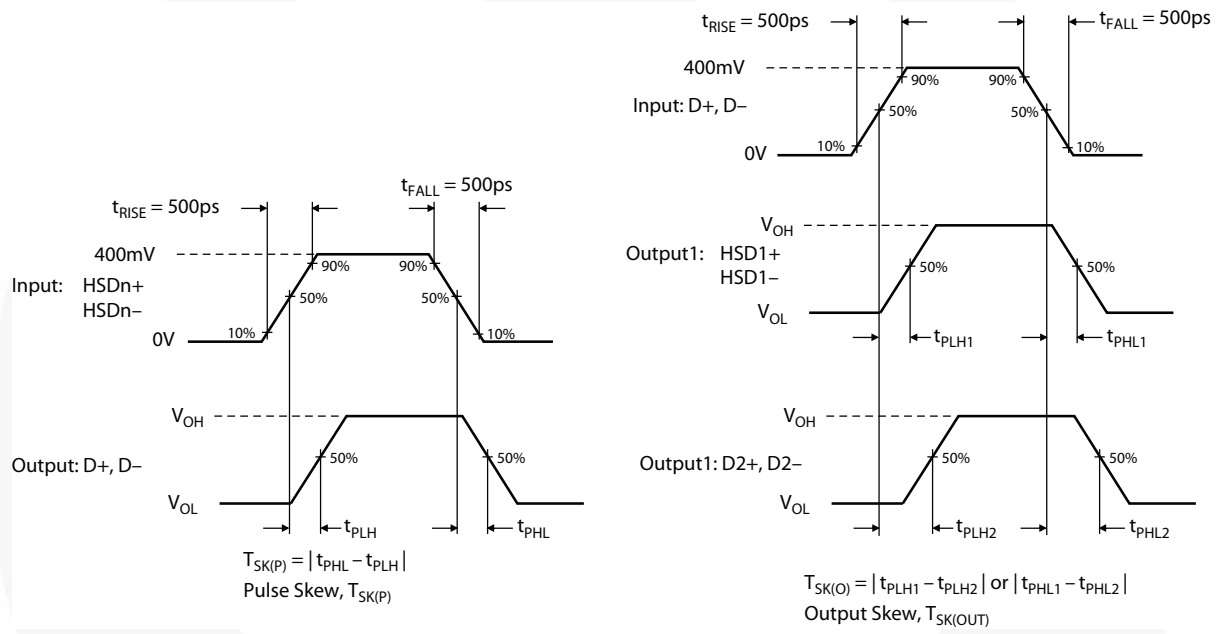 tRISE = 500ps
tFALL = 500ps
400mV
90%
90%
Input: HSDn+
HSDn–
50%
50%
10%
10%
0V
VOH
Output: D+, D–
50%
50%
VOL
tPLH
tPHL
TSK(P) = | tPHL – tPLH |
Pulse Skew, TSK(P)
tRISE = 500ps
tFALL = 500ps
400mV
90%
90%
Input: D+, D–
50%
50%
10%
10%
0V
VOH
Output1: HSD1+
HSD1–
50%
50%
VOL
tPLH1
tPHL1
VOH
Output1: D2+, D2–
50%
50%
VOL
tPLH2
tPHL2
TSK(O) = | tPLH1 – tPLH2 | or | tPHL1 – tPHL2 |
Output Skew, TSK(OUT)